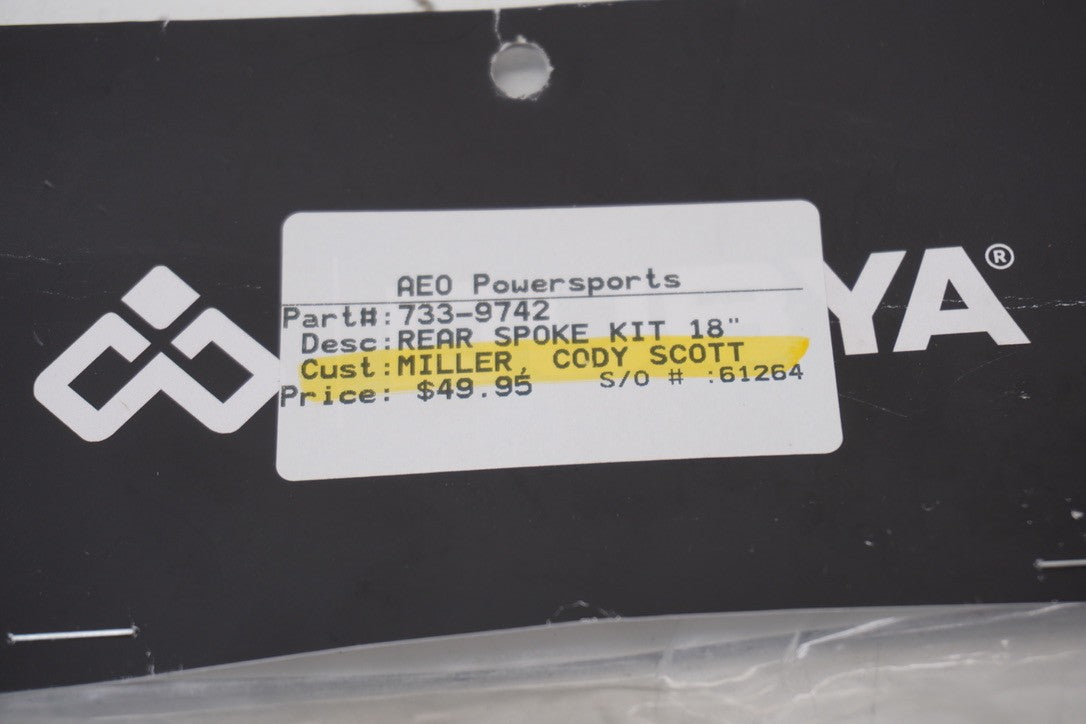 AEO Powersports
Part#:733-9742
Desc:REAR SPOKE KIT 18"
Cust:MILLER, CODY SCOTT
Price: $49.95 S/O # :61264
YA®